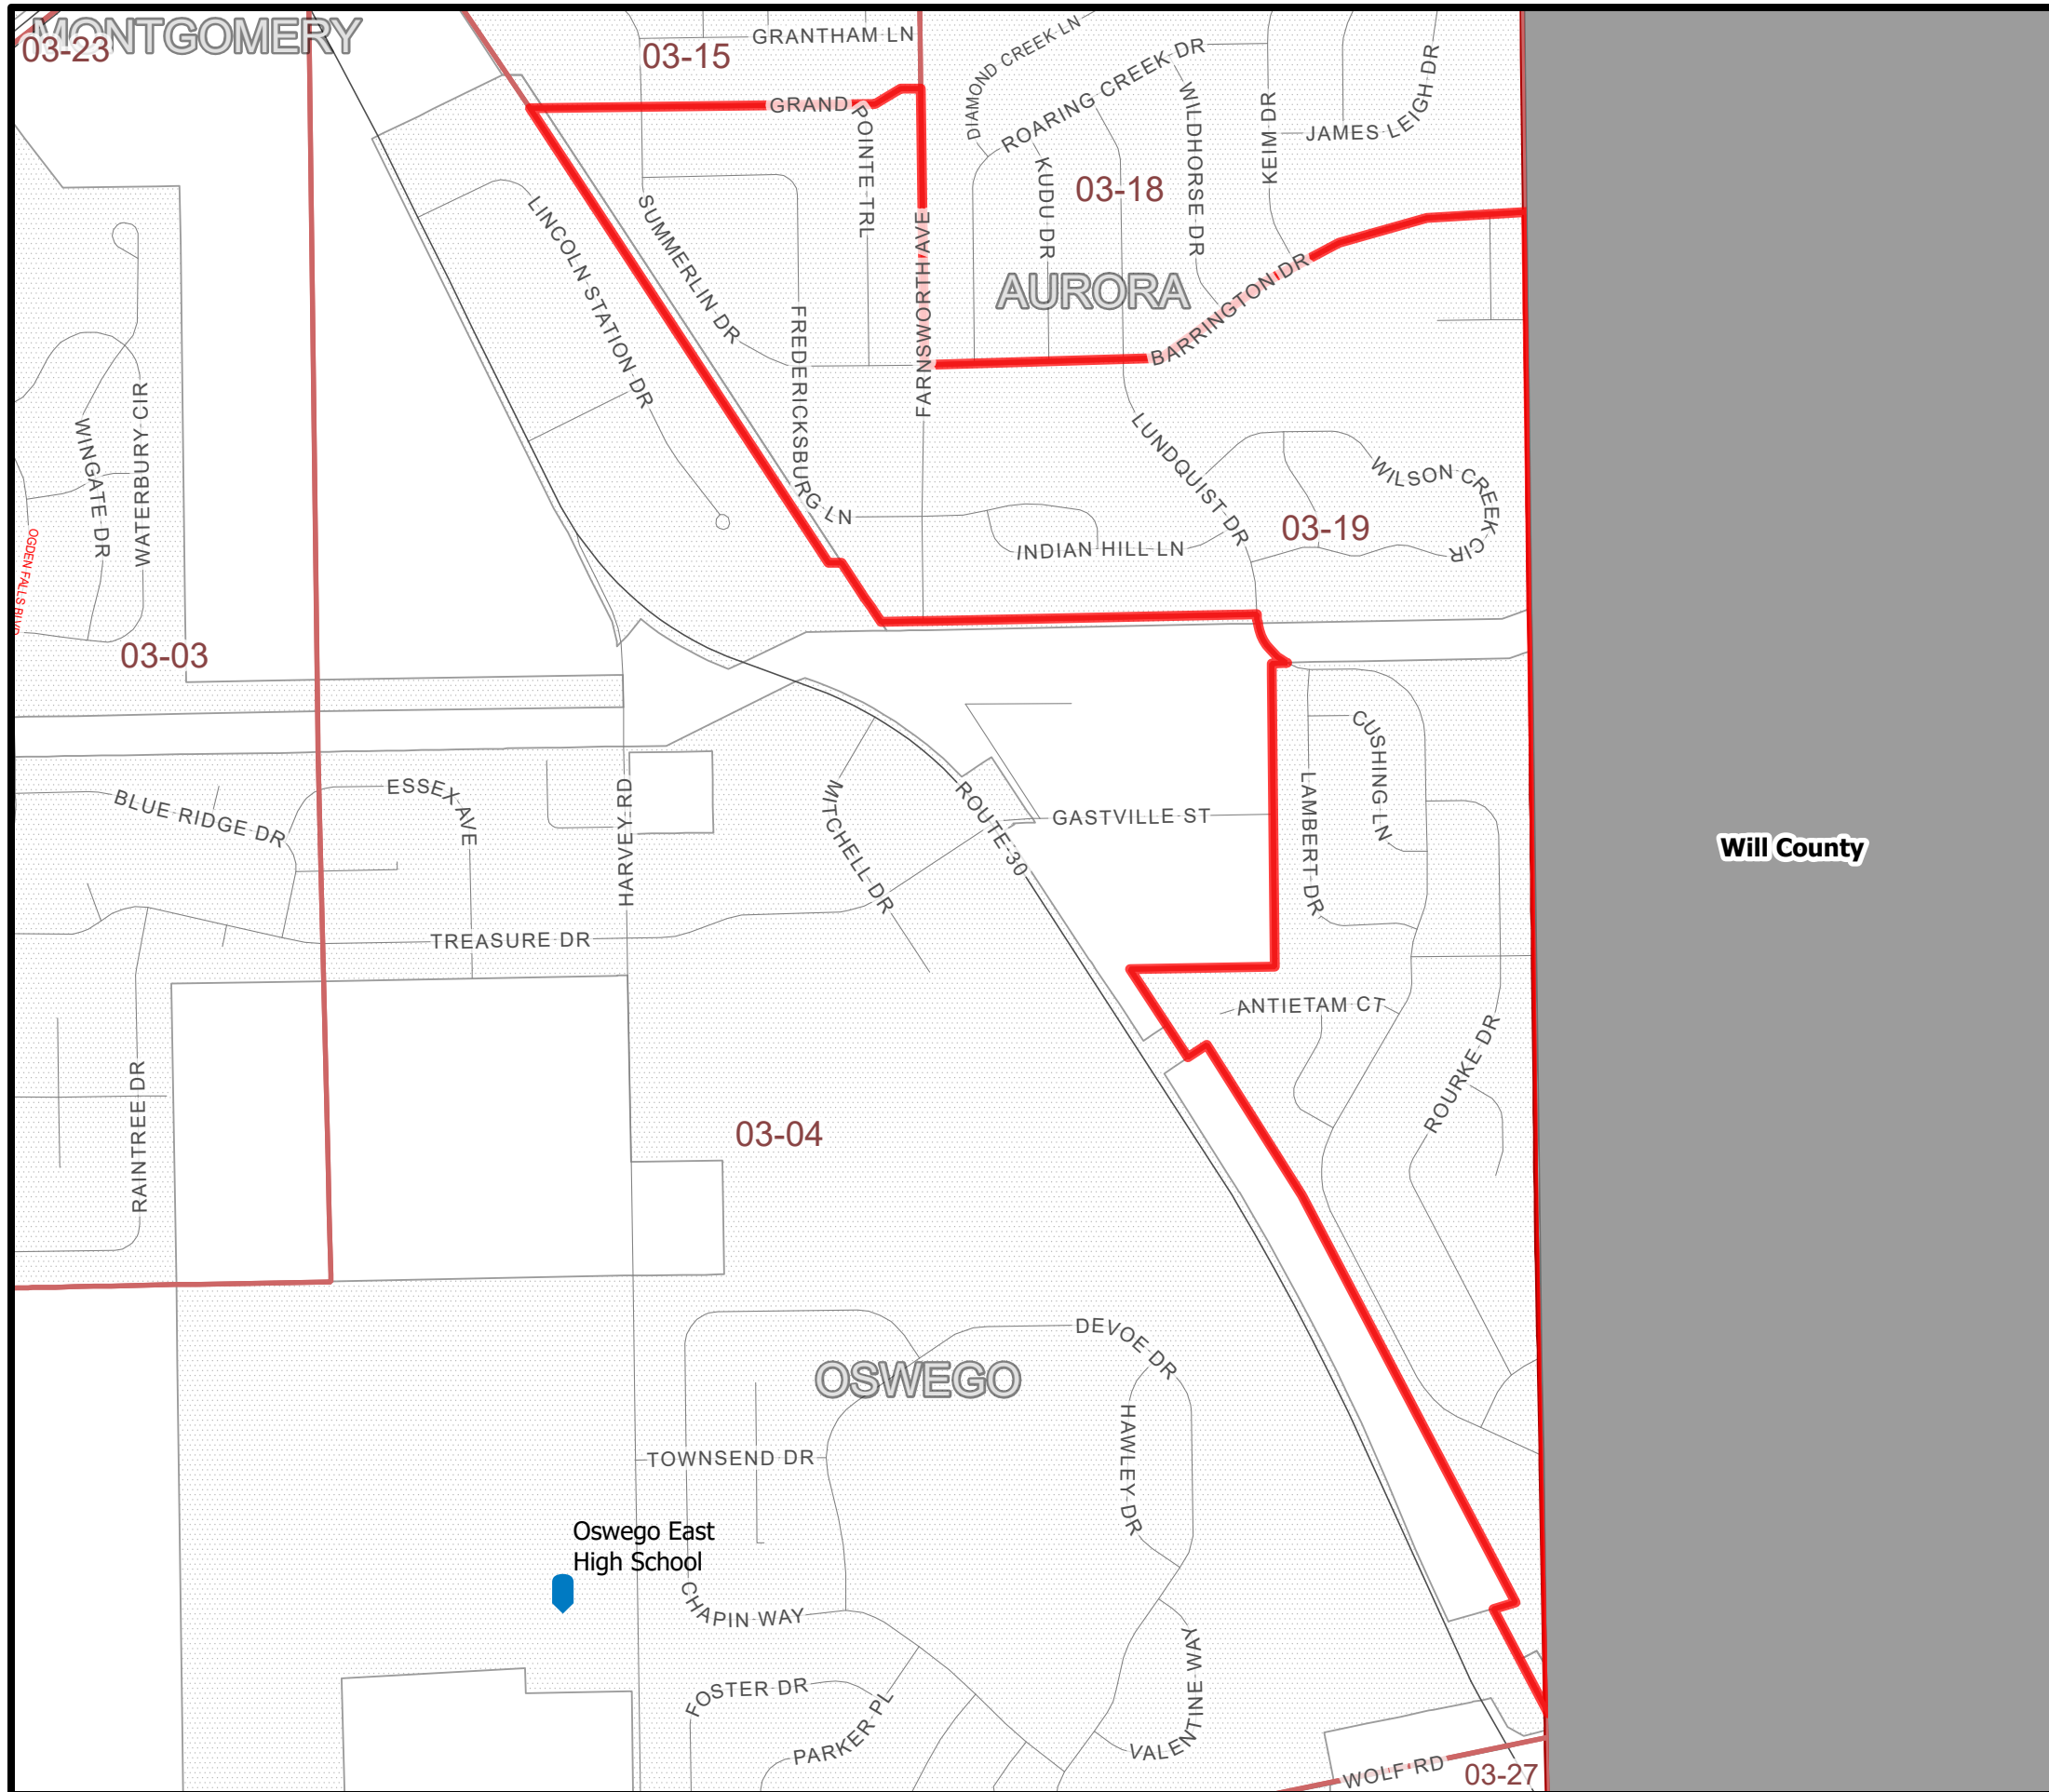 MONTGOMERY
03-23
03-15
GRANTHAM LN
DIAMOND CREEK LN
ROARING CREEK DR
JAMES LEIGH DR
GRAND
POINTE TRL
WILDHORSE DR
KEIM DR
KUDU DR
03-18
LINCOLN STATION DR
SUMMERLIN DR
FARNSWORTH AVE
AURORA
BARRINGTON DR
FREDERICKSBURG LN
WINGATE DR
WATERBURY CIR
LUNDQUIST DR
WILSON CREEK CIR
03-19
INDIAN HILL LN
OGDEN FALLS BLVD
03-03
CUSHING LN
LAMBERT DR
BLUE RIDGE DR
ESSEX AVE
HARVEY RD
MITCHELL DR
ROUTE 30
GASTVILLE ST
Will County
TREASURE DR
ANTIETAM CT
ROURKE DR
RAINTREE DR
03-04
DEVOE DR
OSWEGO
HAWLEY DR
TOWNSEND DR
Oswego East
High School
CHAPIN WAY
VALENTINE WAY
FOSTER DR
PARKER PL
WOLF RD
03-27